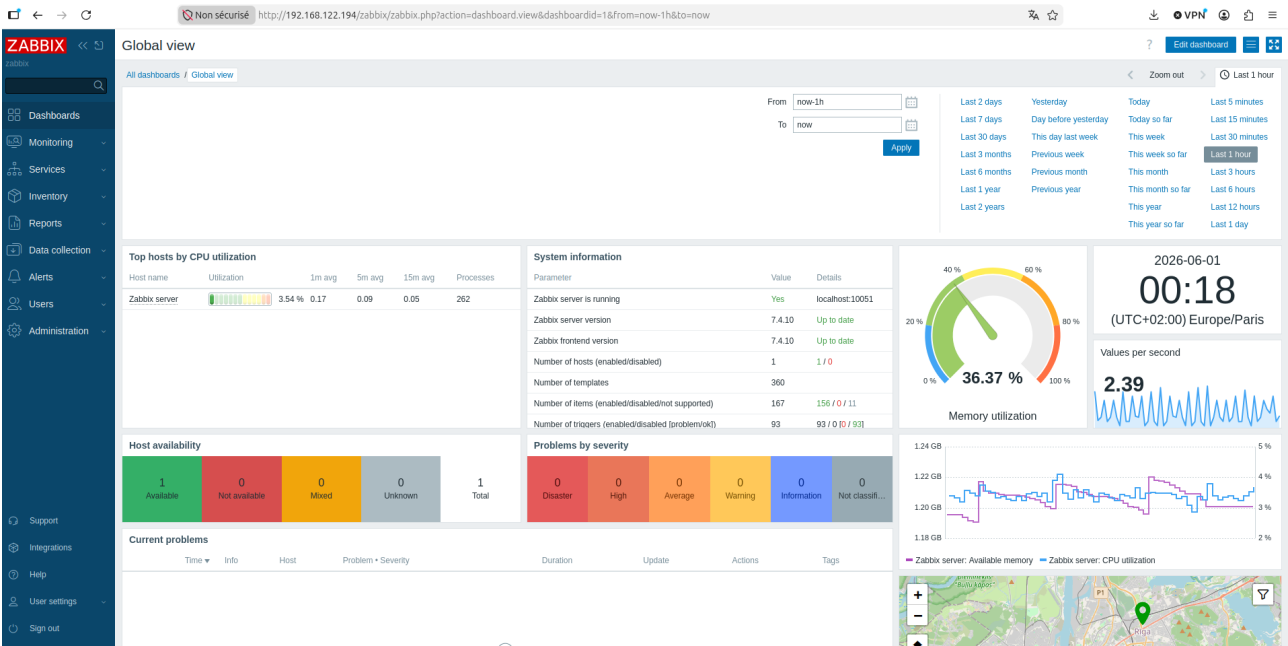 Non sécurisé http://192.168.122.194/zabbix/zabbix.php?action=dashboard.view&dashboardid=1&from=now-1h&to=now
VPN
ZABBIX
zabbix
Dashboards
Monitoring
Services
Inventory
Reports
Data collection
Alerts
Users
Administration
Support
Integrations
Help
User settings
Sign out
Global view
? Edit dashboard
All dashboards / Global view
Zoom out Last 1 hour
From now-1h
To now
Apply
Last 2 days Yesterday Today Last 5 minutes
Last 7 days Day before yesterday Today so far Last 15 minutes
Last 30 days This day last week This week Last 30 minutes
Last 3 months Previous week This week so far Last 1 hour
Last 6 months Previous month This month Last 3 hours
Last 1 year Previous year This month so far Last 6 hours
Last 2 years This year Last 12 hours
This year so far Last 1 day
Top hosts by CPU utilization
Host name Utilization 1m avg 5m avg 15m avg Processes
Zabbix server 3.54 % 0.17 0.09 0.05 262
System information
Parameter Value Details
Zabbix server is running Yes localhost:10051
Zabbix server version 7.4.10 Up to date
Zabbix frontend version 7.4.10 Up to date
Number of hosts (enabled/disabled) 1 1 / 0
Number of templates 360
Number of items (enabled/disabled/not supported) 167 156 / 0 / 11
Number of triggers (enabled/disabled [problem/ok]) 93 93 / 0 [0 / 93]
40 % 60 %
20 % 80 %
0 % 36.37 % 100 %
Memory utilization
2026-06-01
00:18
(UTC+02:00) Europe/Paris
Values per second
2.39
Host availability
1 0 0 0 1
Available Not available Mixed Unknown Total
Problems by severity
0 0 0 0 0 0
Disaster High Average Warning Information Not classifi...
1.24 GB 5 %
1.22 GB 4 %
1.20 GB 3 %
1.18 GB 2 %
Zabbix server: Available memory Zabbix server: CPU utilization
Current problems
Time Info Host Problem • Severity Duration Update Actions Tags
+
−
"Buļļu kāpas"
P1
Rīga